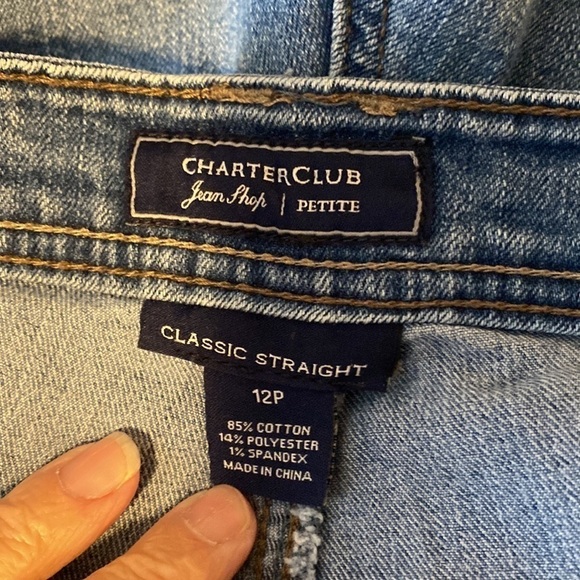 CHARTERCLUB
Jean Shop | PETITE
CLASSIC STRAIGHT
12P
85% COTTON
14% POLYESTER
1% SPANDEX
MADE IN CHINA